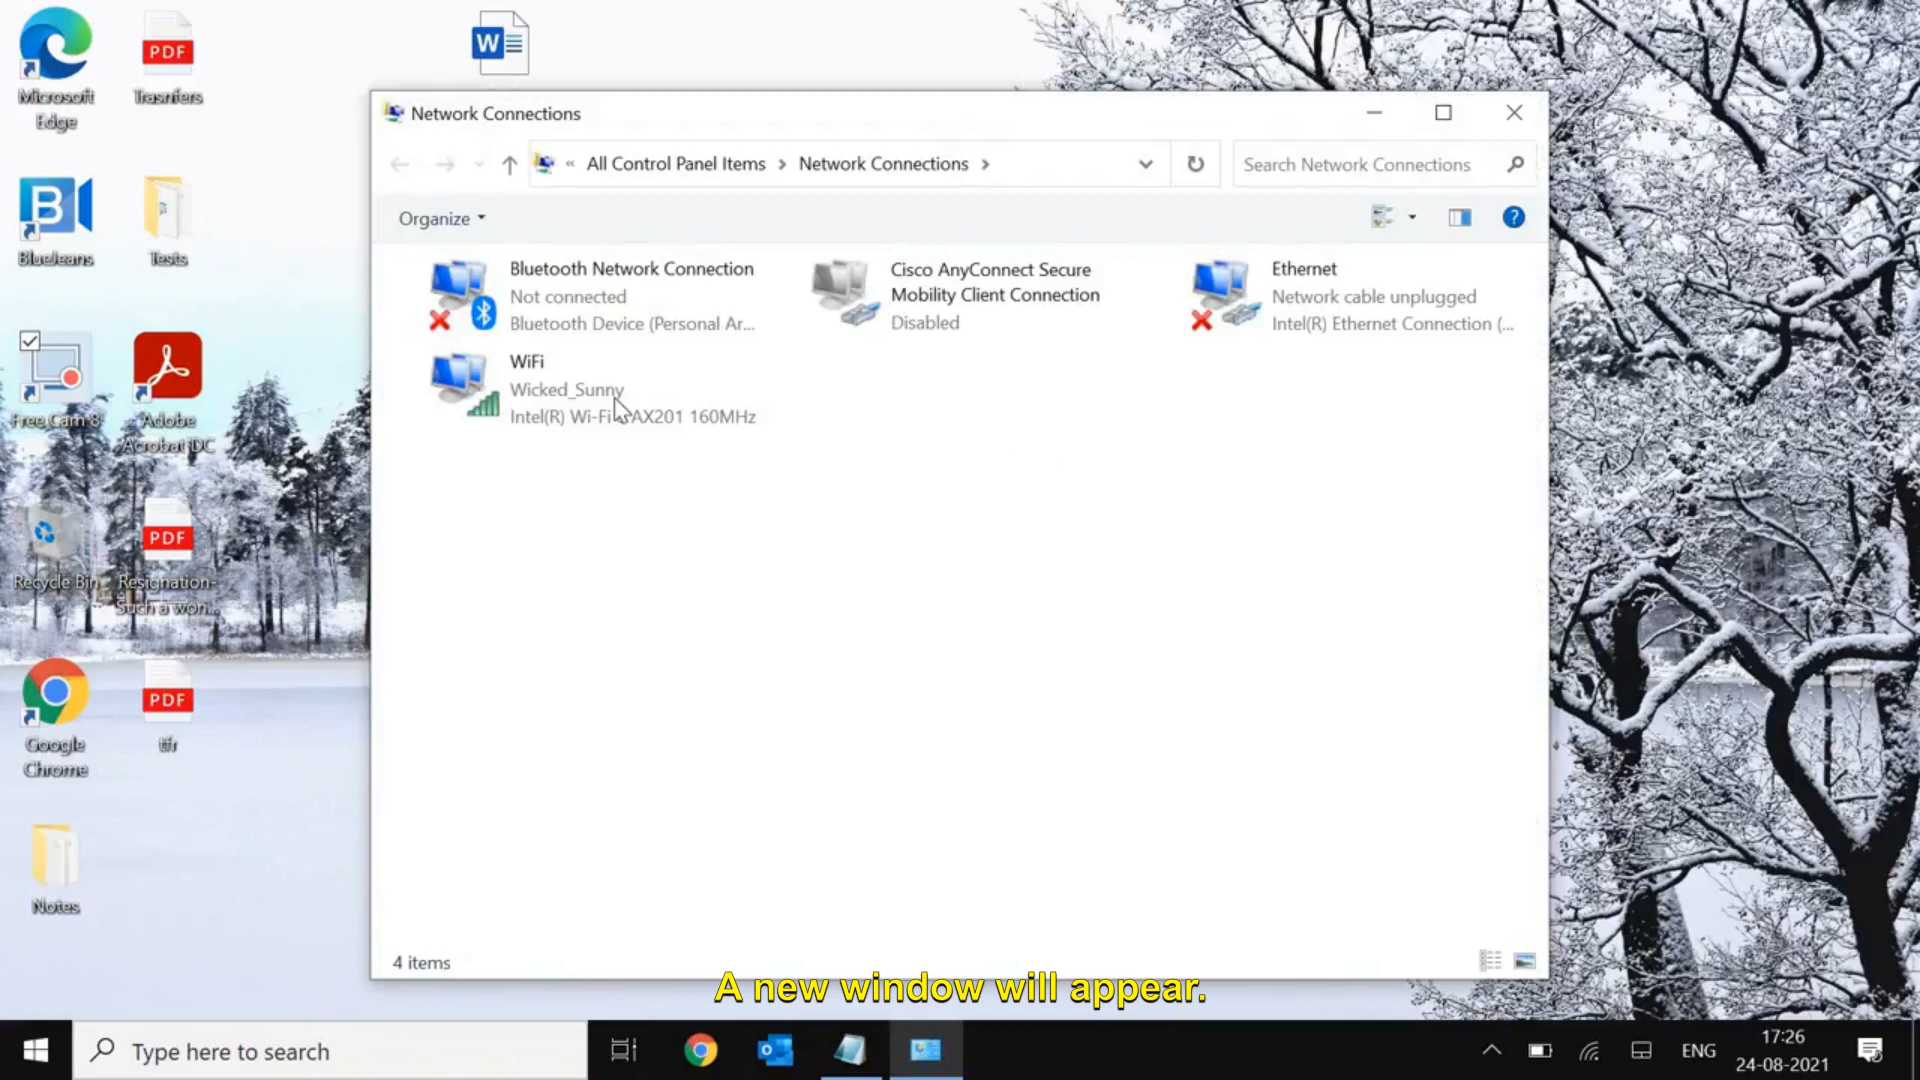 Microsoft
Edge
PDF
Trasnfers
W
B
BlueJeans
Tests
Free Cam 8
Adobe
Acrobat DC
Recycle Bin
PDF
Resignation-
Such a won...
Google
Chrome
PDF
tfr
Notes
Network Connections
« All Control Panel Items > Network Connections >
Search Network Connections
Organize
?
Bluetooth Network Connection
Not connected
Bluetooth Device (Personal Ar...
Cisco AnyConnect Secure
Mobility Client Connection
Disabled
Ethernet
Network cable unplugged
Intel(R) Ethernet Connection (...
WiFi
Wicked_Sunny
Intel(R) Wi-Fi AX201 160MHz
4 items
A new window will appear.
Type here to search
ENG
17:26
24-08-2021